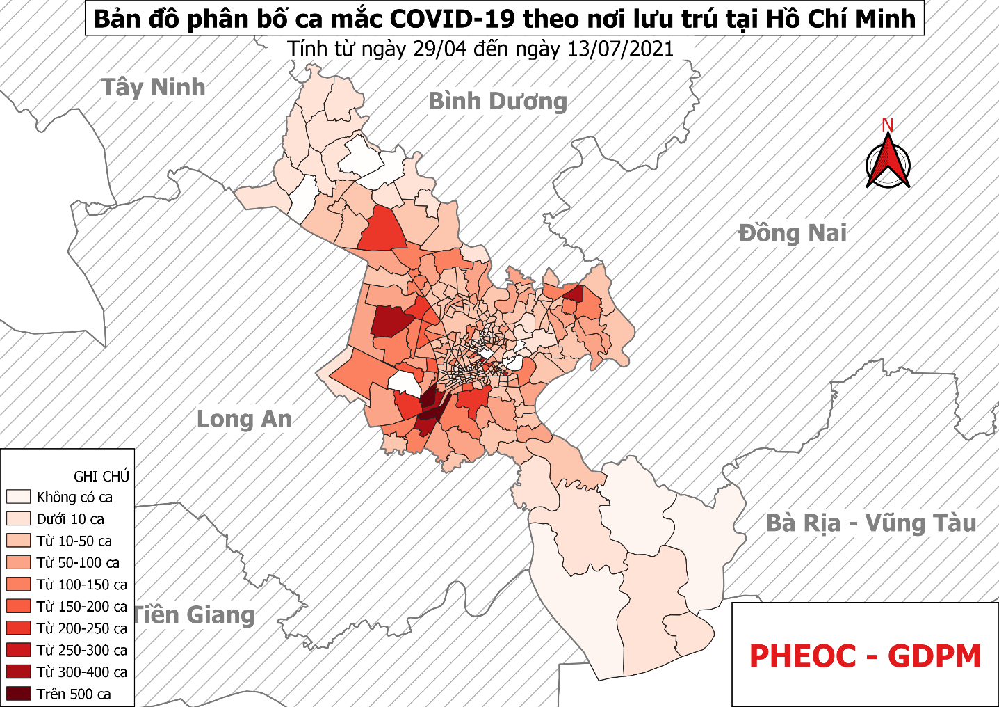 Bản đồ phân bố ca mắc COVID-19 theo nơi lưu trú tại Hồ Chí Minh
Tính từ ngày 29/04 đến ngày 13/07/2021
Tây Ninh
Bình Dương
N
Đồng Nai
Long An
Bà Rịa - Vũng Tàu
Tiền Giang
GHI CHÚ
Không có ca
Dưới 10 ca
Từ 10-50 ca
Từ 50-100 ca
Từ 100-150 ca
Từ 150-200 ca
Từ 200-250 ca
Từ 250-300 ca
Từ 300-400 ca
Trên 500 ca
PHEOC - GDPM